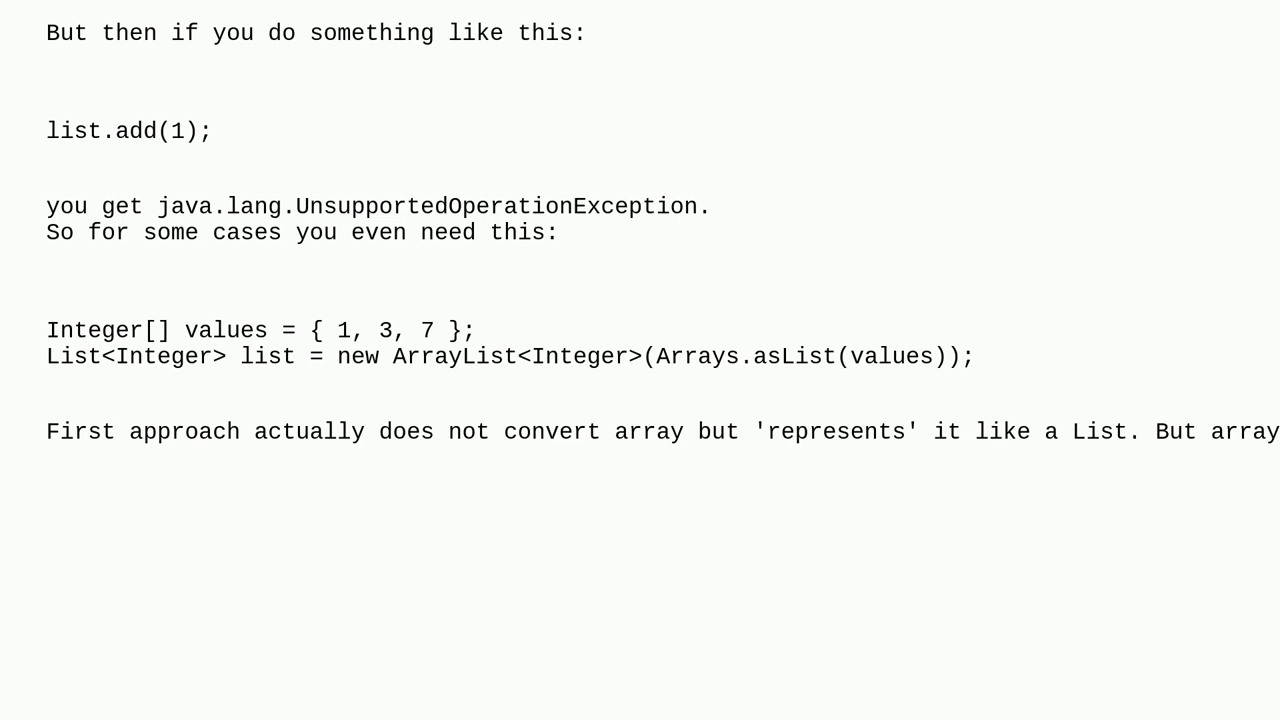 But then if you do something like this:
list.add(1);
you get java.lang.UnsupportedOperationException.
So for some cases you even need this:
Integer[] values = { 1, 3, 7 };
List<Integer> list = new ArrayList<Integer>(Arrays.asList(values));
First approach actually does not convert array but 'represents' it like a List. But array